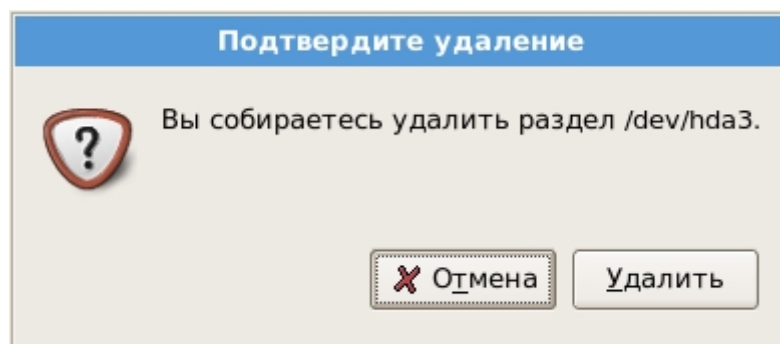 Подтвердите удаление
Вы собираетесь удалить раздел /dev/hda3.
Отмена
Удалить